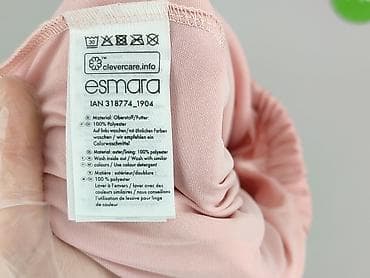 30
clevercare.info
esmara
IAN 318774_1904
Material: Oberstoff/Futter:
100% Polyester
Auf links waschen / mit ähnlichen Farben
waschen / wir empfehlen ein
Colorwaschmittel
Material: outer/lining: 100% polyester
Wash inside out / Wash with similar
colours / Use colour detergent
Matière : extérieur/doublure :
100 % polyester
Laver à l'envers / laver avec des
couleurs similaires / nous conseillons
l'utilisation de lessive pour linge
de couleur